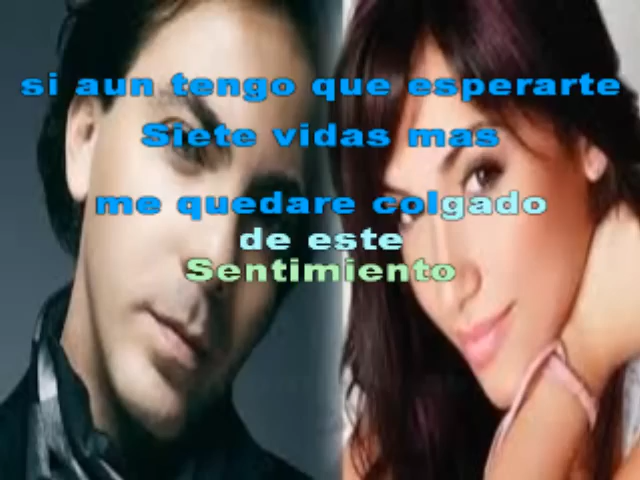 si aun tengo que esperarte
Siete vidas mas
me quedare colgado
de este
Sentimiento